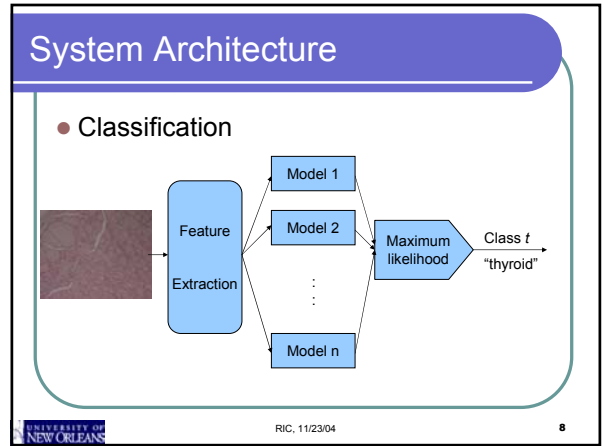 System Architecture
● Classification
Feature
Extraction
Model 1
Model 2
:
:
Model n
Maximum
likelihood
Class t
“thyroid”
UNIVERSITY OF
NEW ORLEANS
RIC, 11/23/04
8